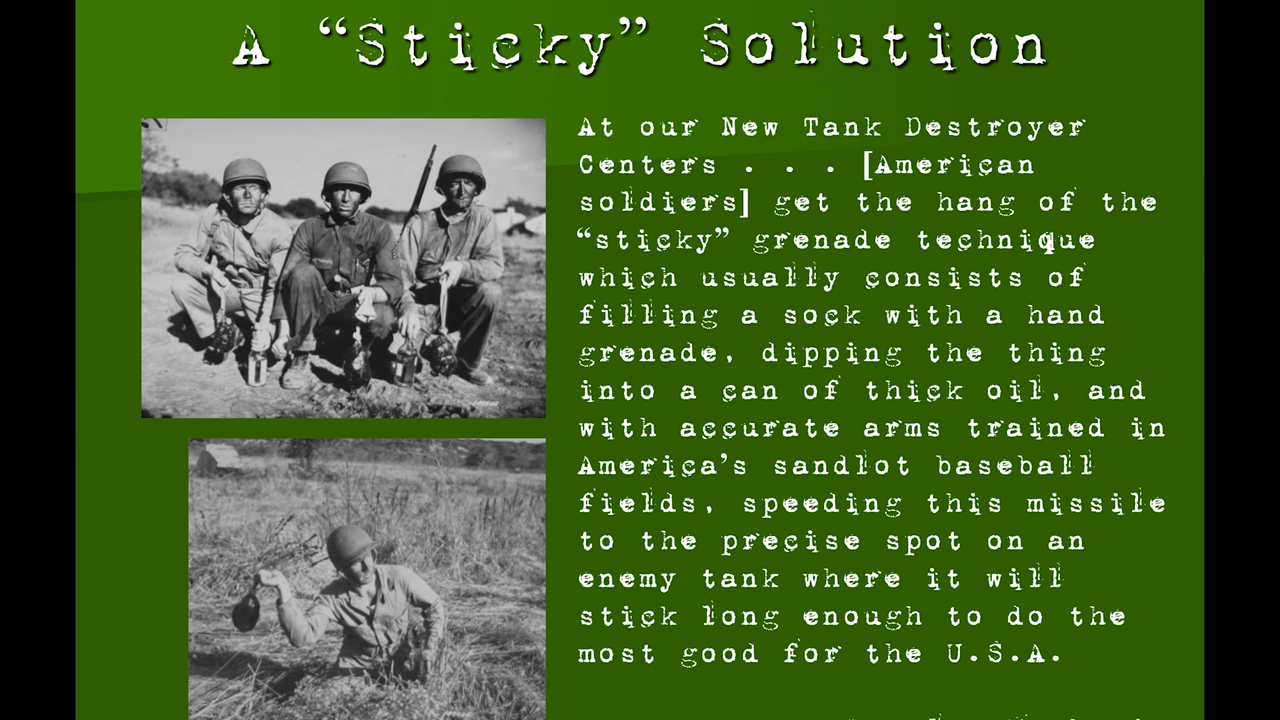 A “Sticky” Solution
At our New Tank Destroyer
Centers . . . [American
soldiers] get the hang of the
“sticky” grenade technique
which usually consists of
filling a sock with a hand
grenade, dipping the thing
into a can of thick oil, and
with accurate arms trained in
America’s sandlot baseball
fields, speeding this missile
to the precise spot on an
enemy tank where it will
stick long enough to do the
most good for the U.S.A.